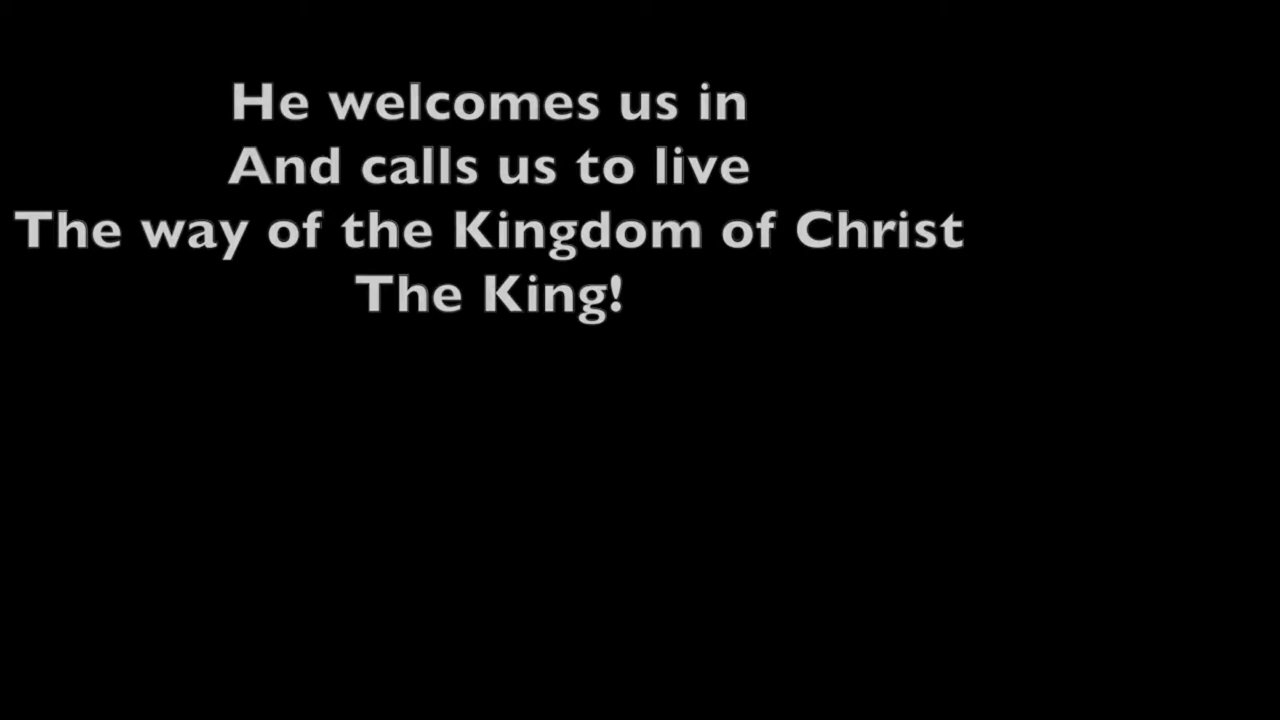 He welcomes us in
And calls us to live
The way of the Kingdom of Christ
The King!